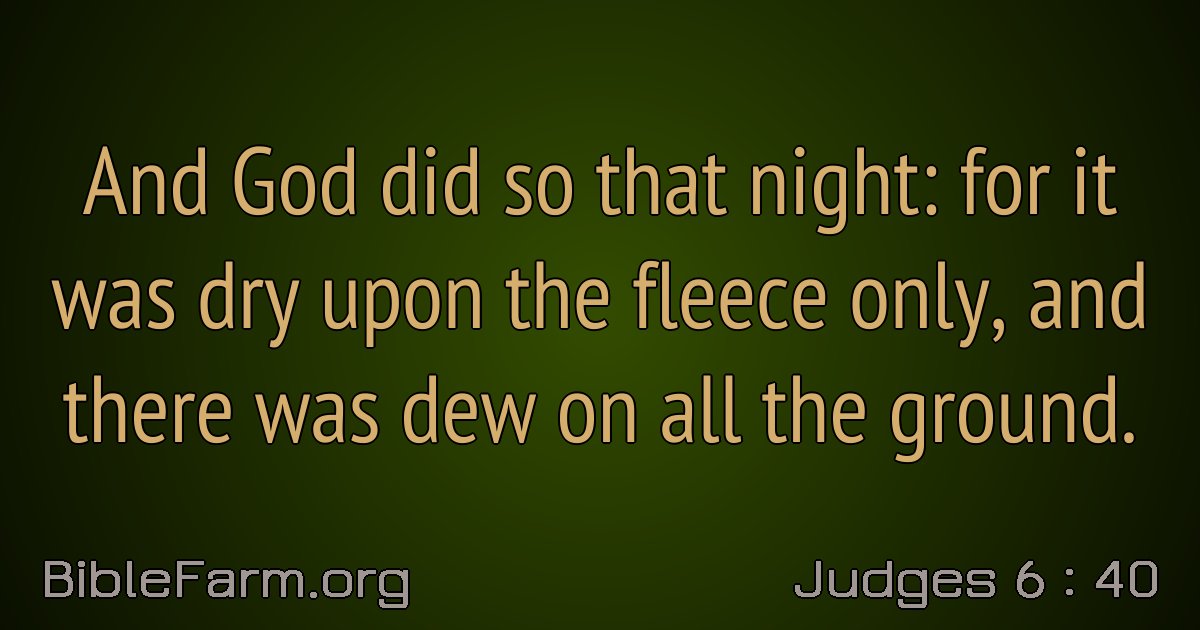 And God did so that night: for it
was dry upon the fleece only, and
there was dew on all the ground.
BibleFarm.org
Judges 6 : 40